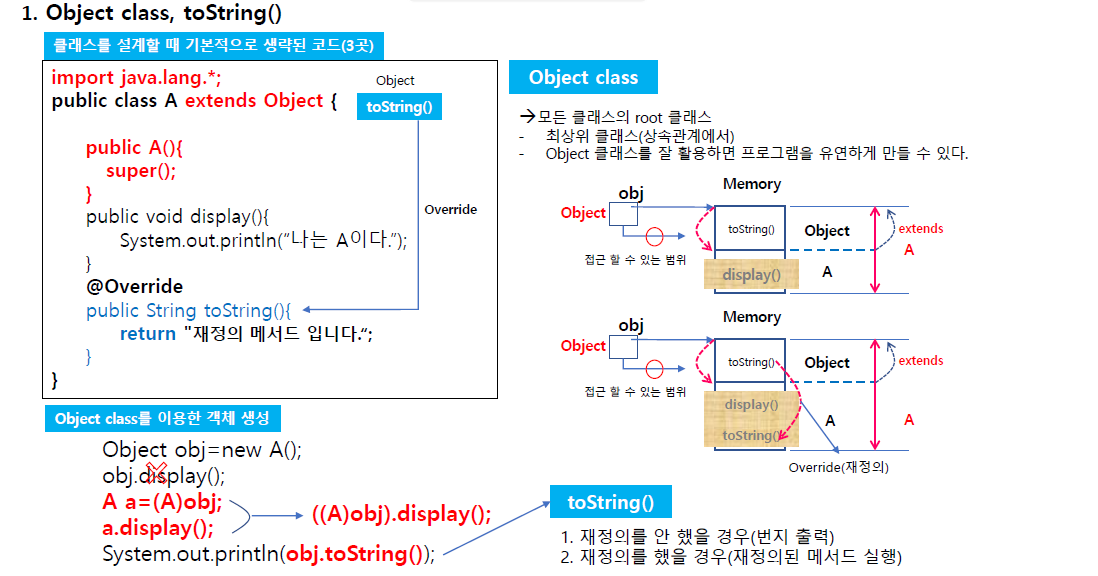 1. Object class, toString()
클래스를 설계할 때 기본적으로 생략된 코드(3곳)
import java.lang.*;
public class A extends Object {
public A(){
super();
}
public void display(){
System.out.println(“나는 A이다.”);
}
@Override
public String toString(){
return "재정의 메서드 입니다.“;
}
}
Object
toString()
Override
Object class
→모든 클래스의 root 클래스
- 최상위 클래스(상속관계에서)
- Object 클래스를 잘 활용하면 프로그램을 유연하게 만들 수 있다.
Memory
obj
Object
toString()
Object
extends
A
접근 할 수 있는 범위
display()
A
Memory
obj
Object
toString()
Object
extends
접근 할 수 있는 범위
display()
A
A
toString()
Override(재정의)
Object class를 이용한 객체 생성
Object obj=new A();
obj.display();
A a=(A)obj;
a.display();
((A)obj).display();
System.out.println(obj.toString());
toString()
1. 재정의를 안 했을 경우(번지 출력)
2. 재정의를 했을 경우(재정의된 메서드 실행)